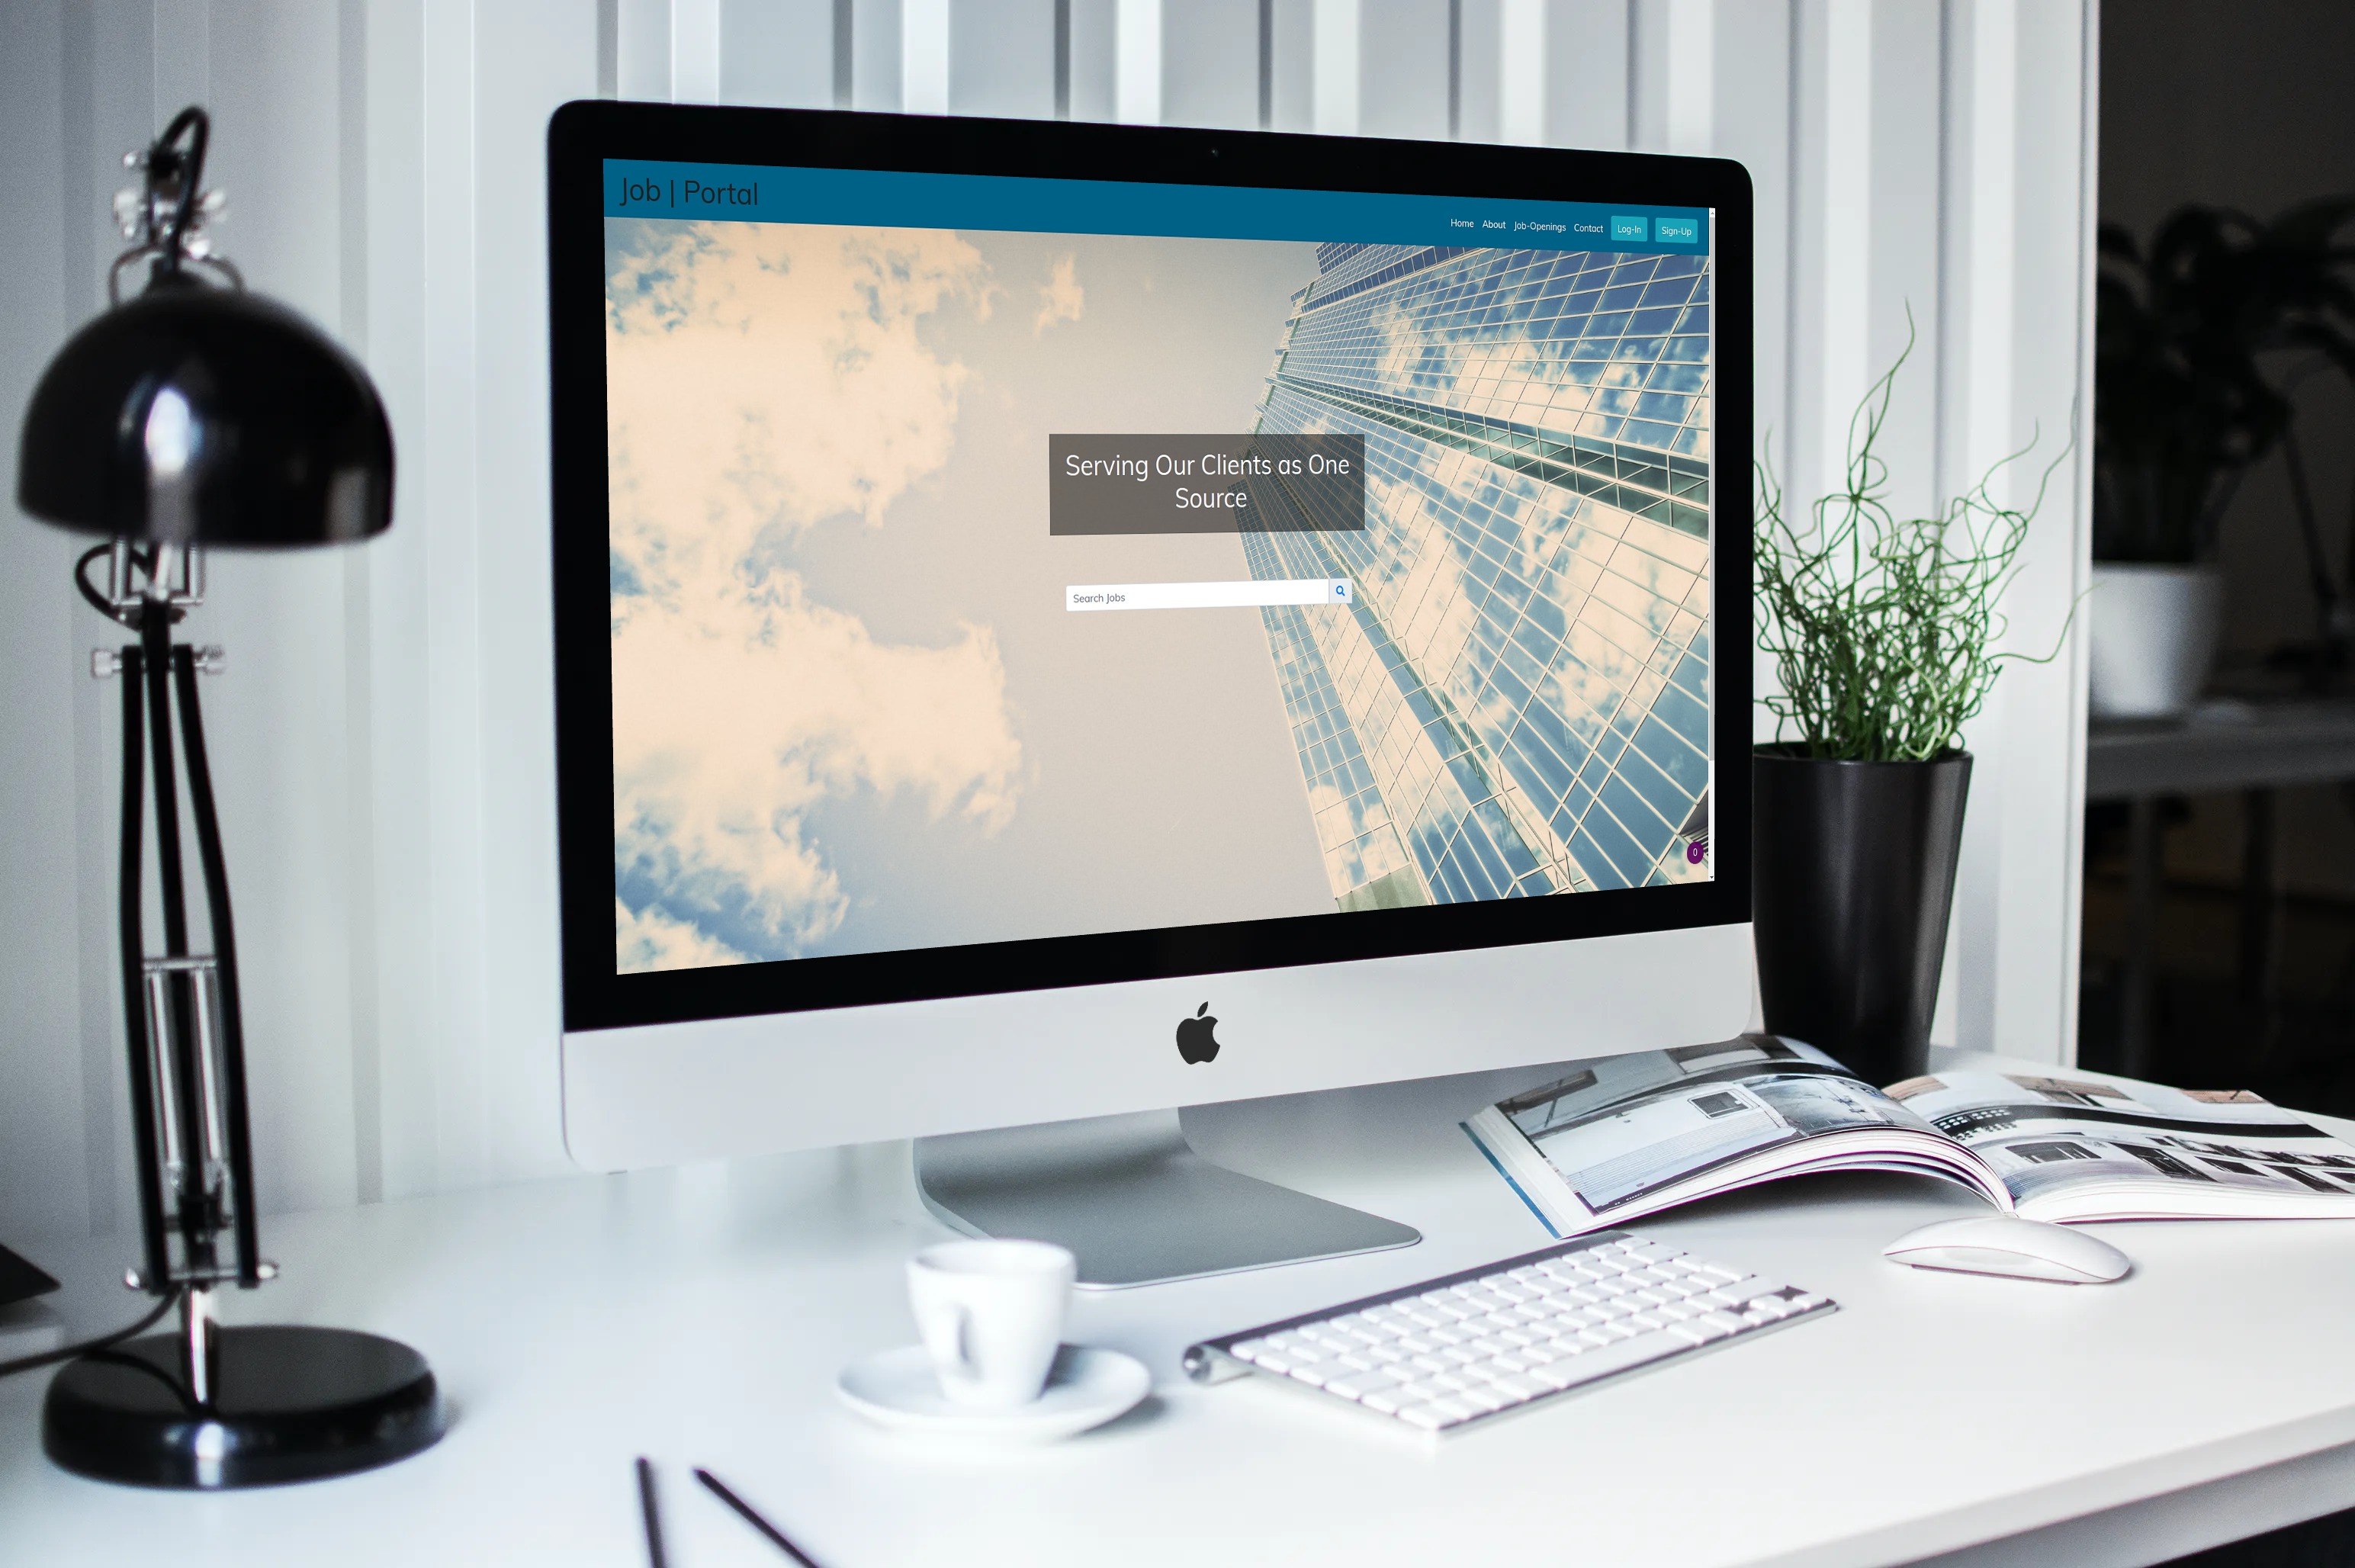 Job | Portal
Home About Job-Openings Contact Log-In Sign-Up
Serving Our Clients as One
Source
Search Jobs
0